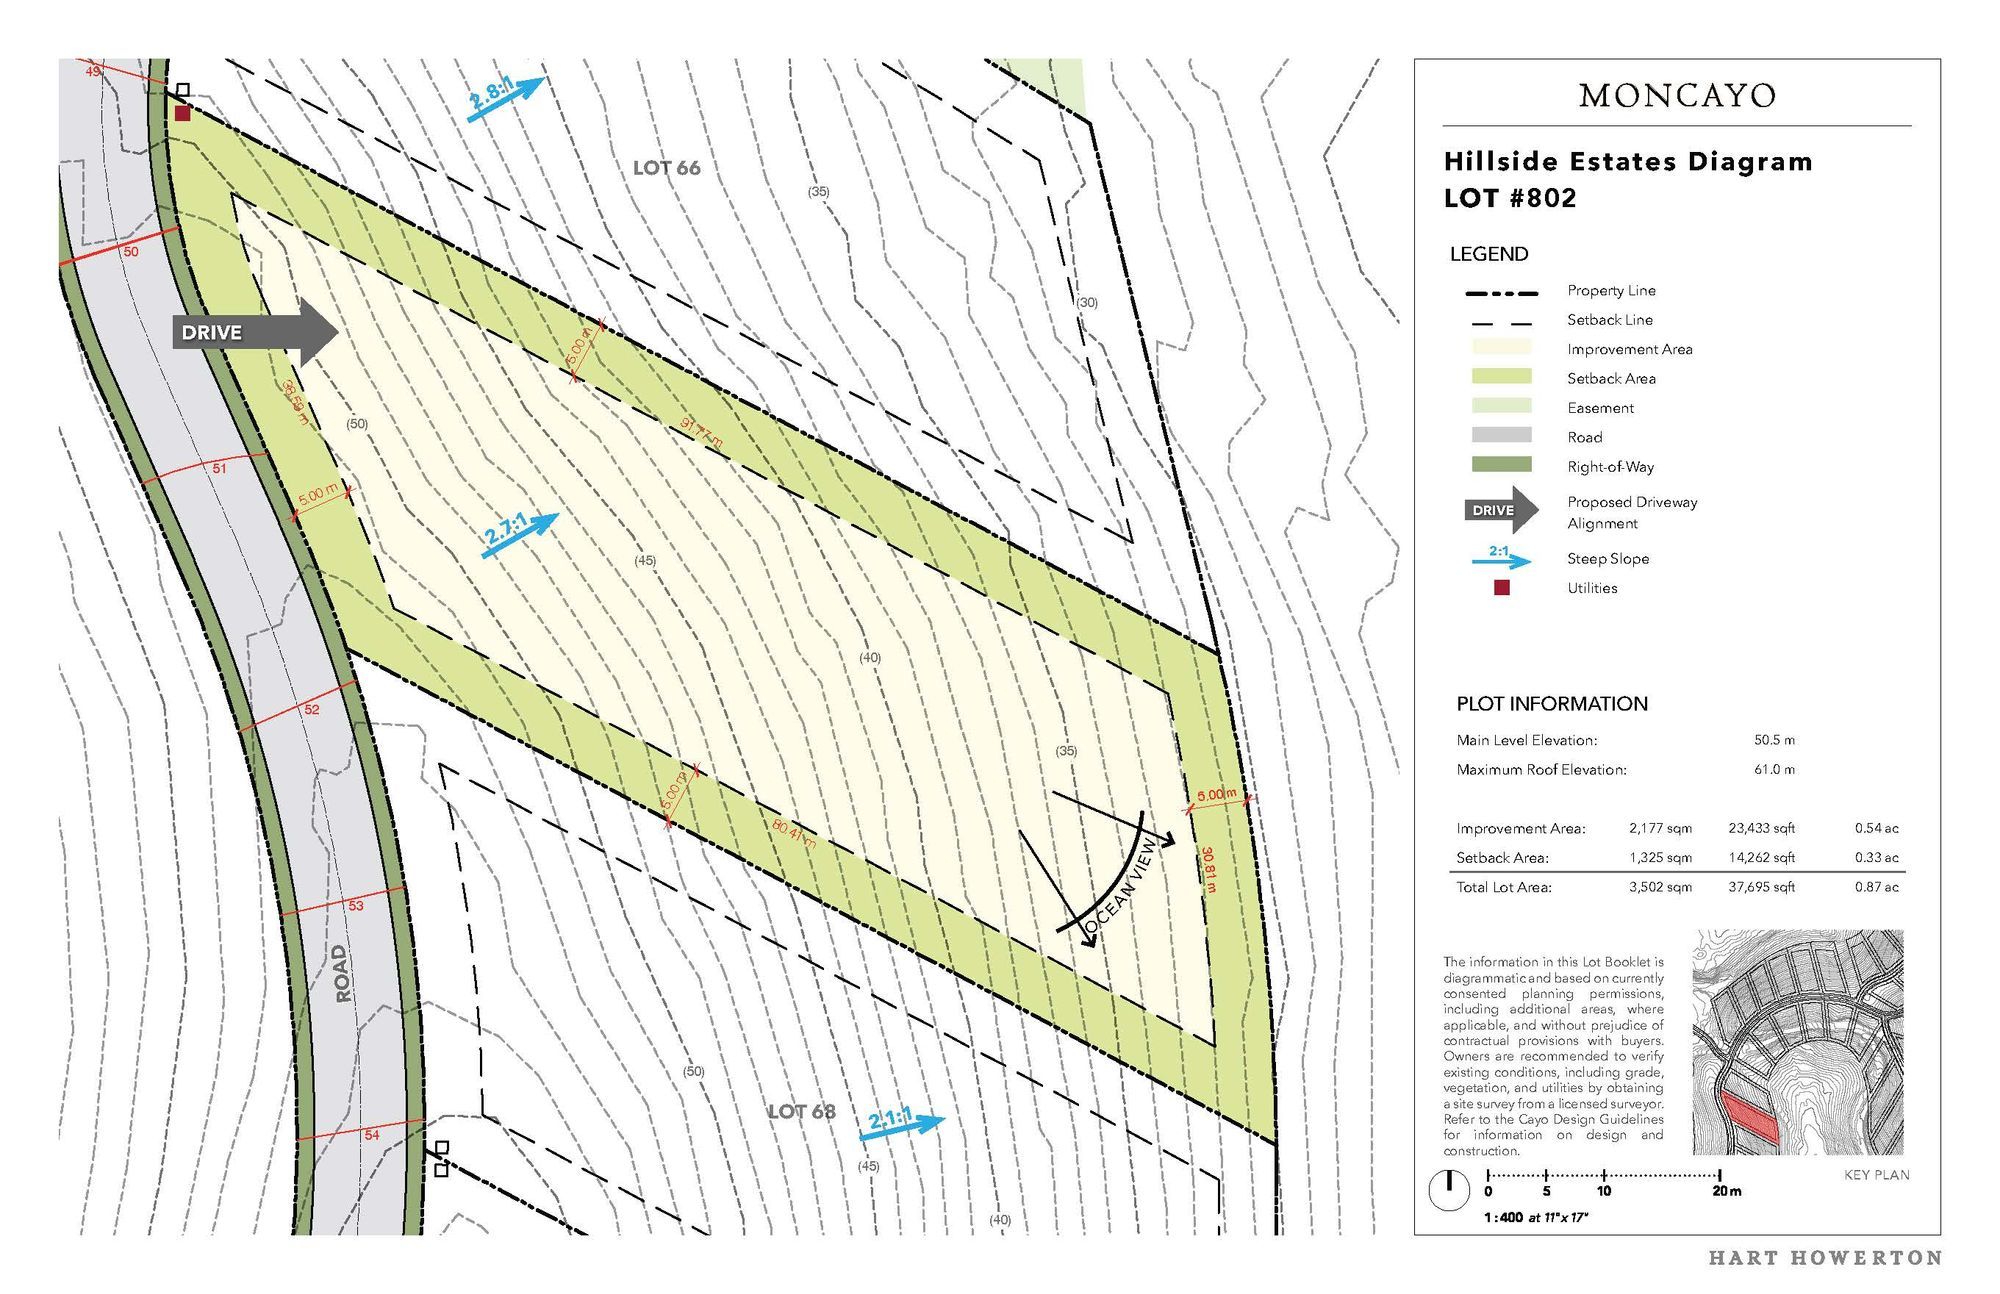 49
2.8:1
LOT 66
(35)
50
(30)
DRIVE
5.00 m
38.59 m
(50)
91.77 m
51
5.00 m
2.7:1
(45)
(40)
52
(35)
5.00 m
5.00 m
80.41 m
30.81 m
OCEAN VIEW
53
ROAD
(50)
LOT 68
2.1:1
54
(45)
(40)
MONCAYO
Hillside Estates Diagram
LOT #802
LEGEND
Property Line
Setback Line
Improvement Area
Setback Area
Easement
Road
Right-of-Way
DRIVE Proposed Driveway
Alignment
2:1 Steep Slope
Utilities
PLOT INFORMATION
Main Level Elevation: 50.5 m
Maximum Roof Elevation: 61.0 m
Improvement Area: 2,177 sqm 23,433 sqft 0.54 ac
Setback Area: 1,325 sqm 14,262 sqft 0.33 ac
Total Lot Area: 3,502 sqm 37,695 sqft 0.87 ac
The information in this Lot Booklet is
diagrammatic and based on currently
consented planning permissions,
including additional areas, where
applicable, and without prejudice of
contractual provisions with buyers.
Owners are recommended to verify
existing conditions, including grade,
vegetation, and utilities by obtaining
a site survey from a licensed surveyor.
Refer to the Cayo Design Guidelines
for information on design and
construction.
KEY PLAN
0 5 10 20 m
1 : 400 at 11" x 17"
HART HOWERTON